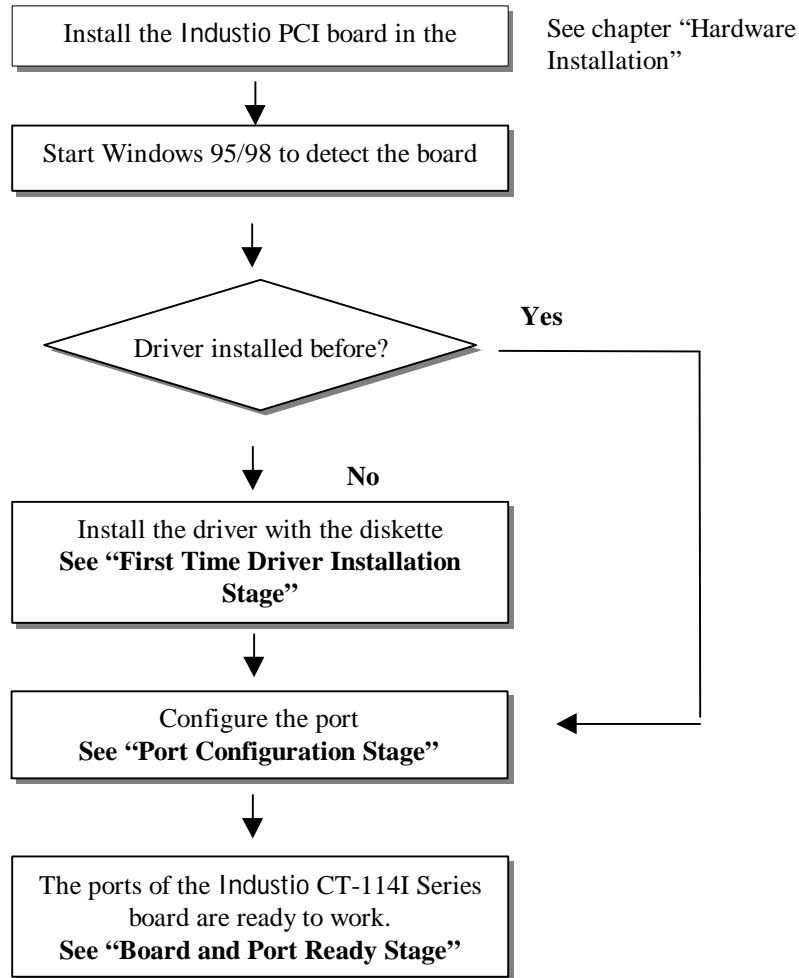 Install the Industio PCI board in the
See chapter “Hardware
Installation”
Start Windows 95/98 to detect the board
Yes
Driver installed before?
No
Install the driver with the diskette
See “First Time Driver Installation
Stage”
Configure the port
See “Port Configuration Stage”
The ports of the Industio CT-114I Series
board are ready to work.
See “Board and Port Ready Stage”